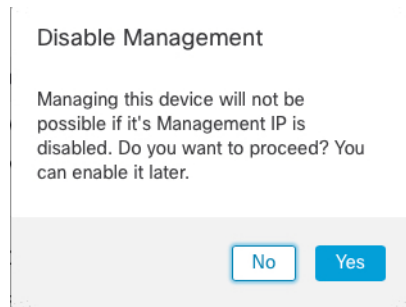 Disable Management
Managing this device will not be
possible if it's Management IP is
disabled. Do you want to proceed? You
can enable it later.
No
Yes